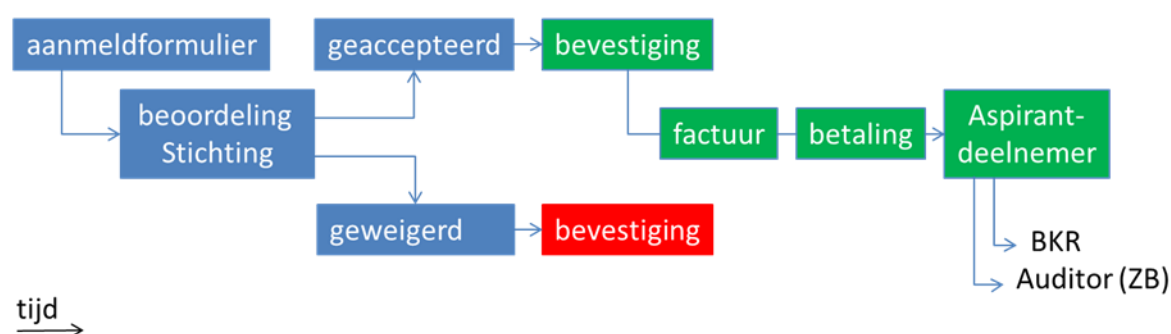 aanmeldformulier
geaccepteerd
bevestiging
beoordeling
Stichting
factuur
betaling
Aspirant-
deelnemer
geweigerd
bevestiging
BKR
Auditor (ZB)
tijd